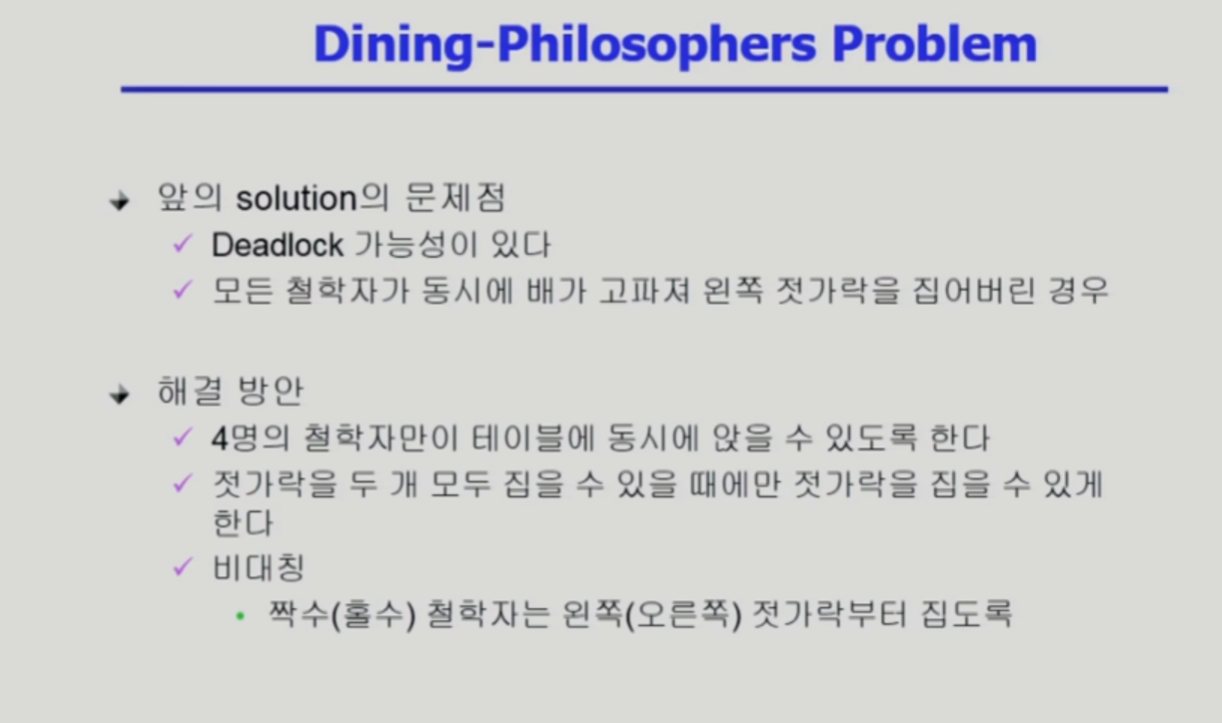 Dining-Philosophers Problem
앞의 solution의 문제점
Deadlock 가능성이 있다
모든 철학자가 동시에 배가 고파져 왼쪽 젓가락을 집어버린 경우
해결 방안
4명의 철학자만이 테이블에 동시에 앉을 수 있도록 한다
젓가락을 두 개 모두 집을 수 있을 때에만 젓가락을 집을 수 있게
한다
비대칭
짝수(홀수) 철학자는 왼쪽(오른쪽) 젓가락부터 집도록